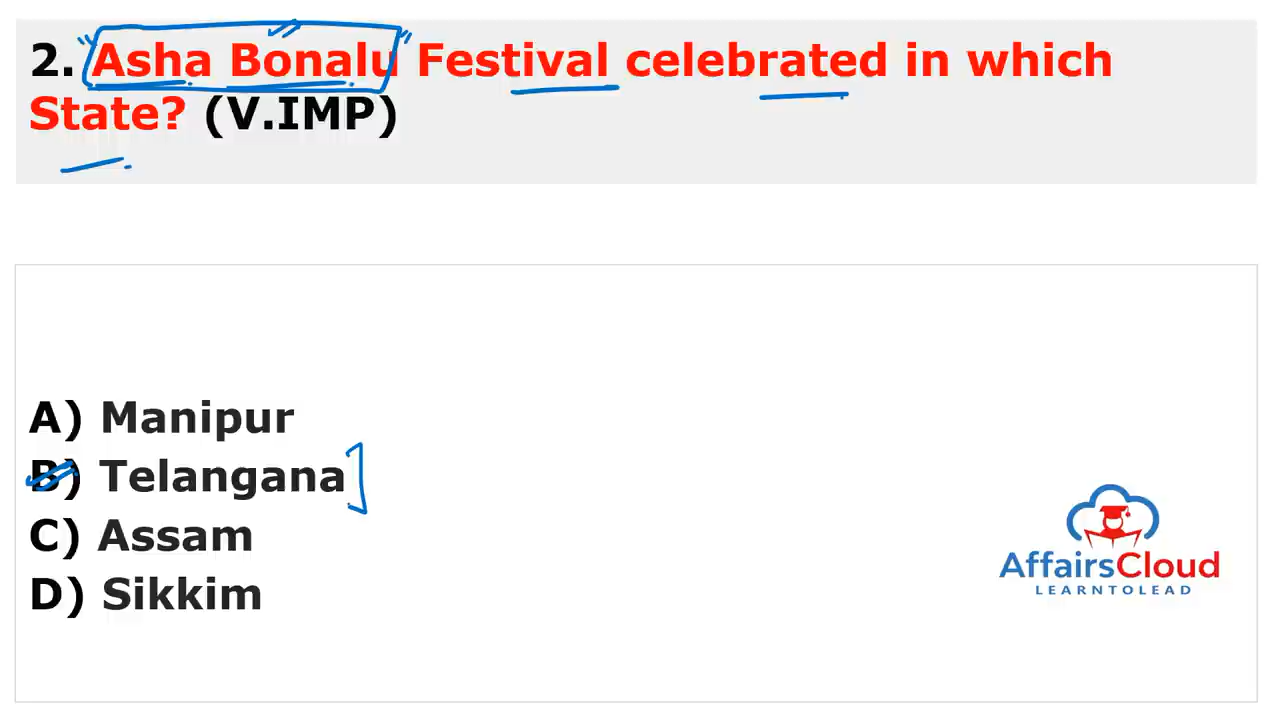 2. "Asha Bonalu" Festival celebrated in which
State? (V.IMP)
A) Manipur
B) Telangana
C) Assam
D) Sikkim
AffairsCloud
LEARNTOLEAD